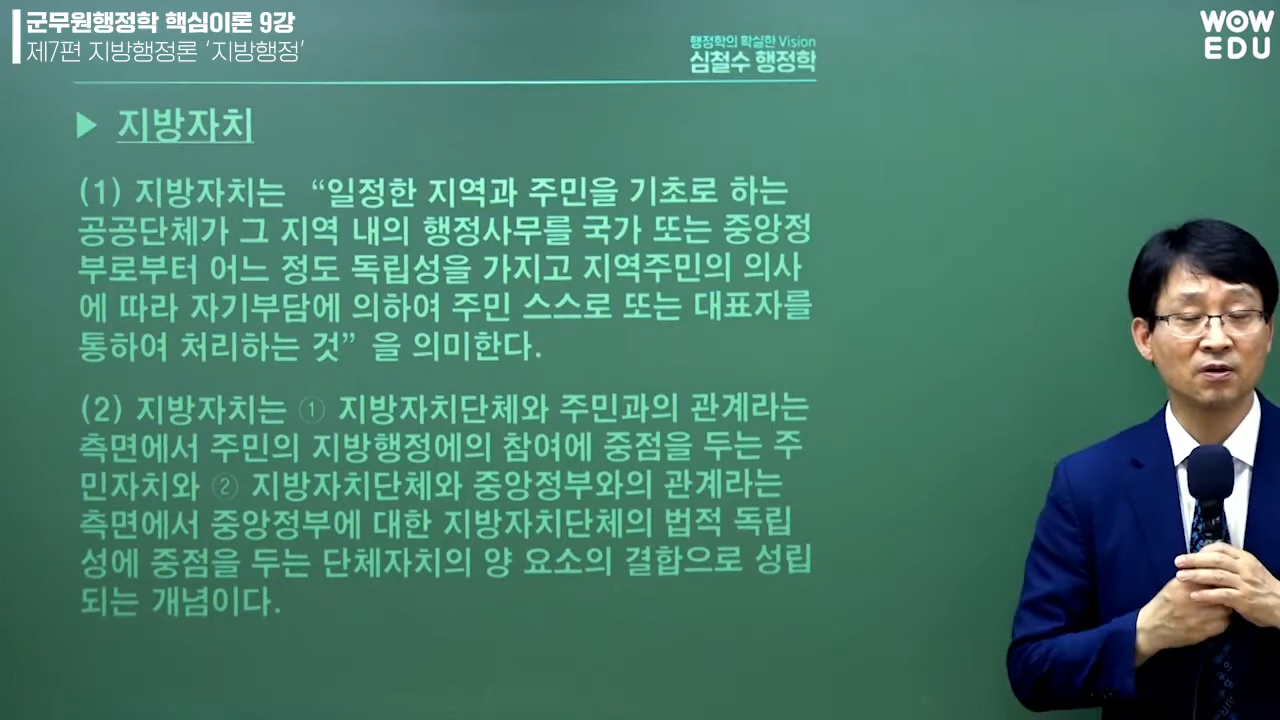 군무원행정학 핵심이론 9강
제7편 지방행정론 ‘지방행정’
WOW
EDU
행정학의 확실한 Vision
심철수 행정학
▶ 지방자치
(1) 지방자치는 “일정한 지역과 주민을 기초로 하는
공공단체가 그 지역 내의 행정사무를 국가 또는 중앙정
부로부터 어느 정도 독립성을 가지고 지역주민의 의사
에 따라 자기부담에 의하여 주민 스스로 또는 대표자를
통하여 처리하는 것” 을 의미한다.
(2) 지방자치는 ① 지방자치단체와 주민과의 관계라는
측면에서 주민의 지방행정에의 참여에 중점을 두는 주
민자치와 ② 지방자치단체와 중앙정부와의 관계라는
측면에서 중앙정부에 대한 지방자치단체의 법적 독립
성에 중점을 두는 단체자치의 양 요소의 결합으로 성립
되는 개념이다.